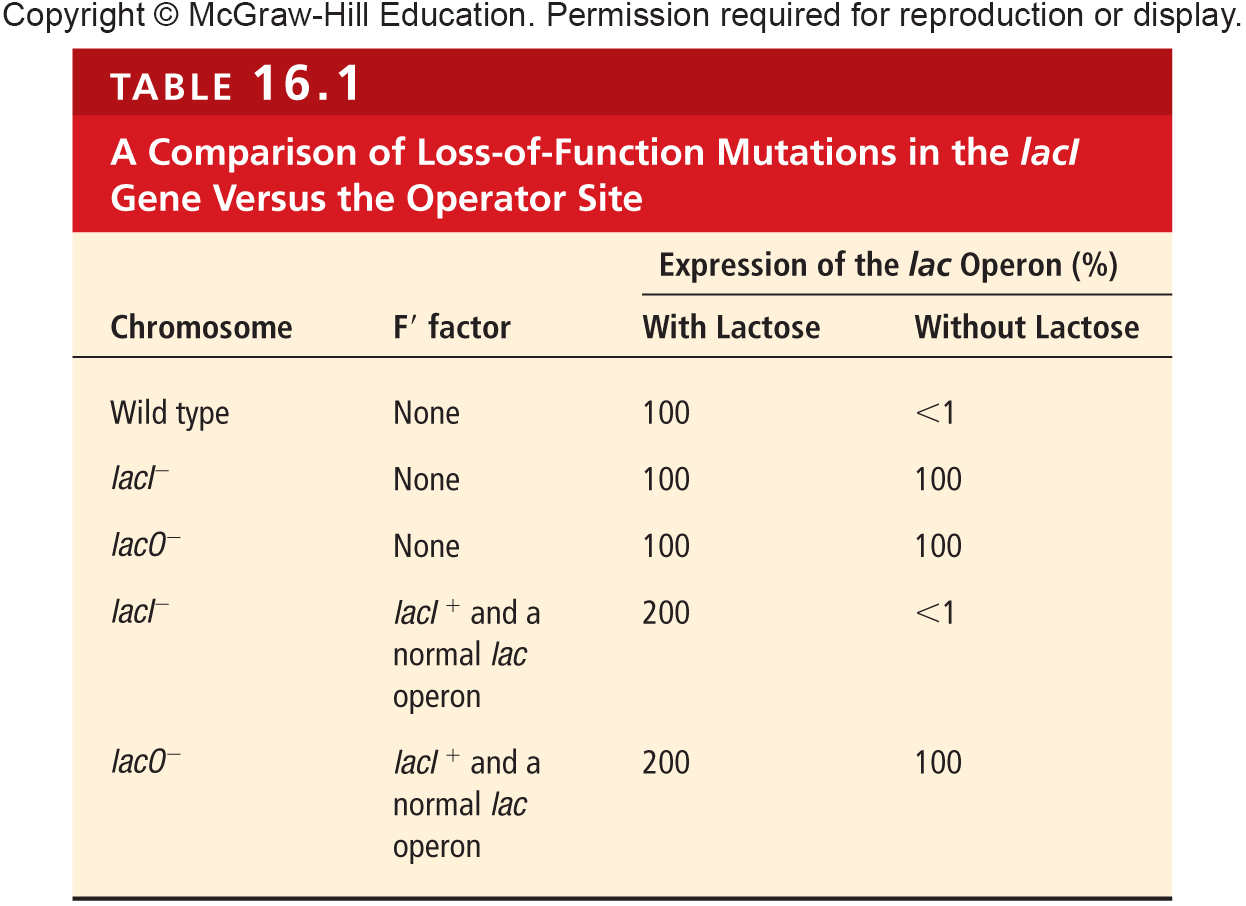 Copyright © McGraw-Hill Education. Permission required for reproduction or display.
TABLE 16.1
A Comparison of Loss-of-Function Mutations in the lacI
Gene Versus the Operator Site
Expression of the lac Operon (%)
Chromosome F′ factor With Lactose Without Lactose
Wild type None 100 <1
lacI⁻ None 100 100
lacO⁻ None 100 100
lacI⁻ lacI ⁺ and a 200 <1
normal lac
operon
lacO⁻ lacI ⁺ and a 200 100
normal lac
operon